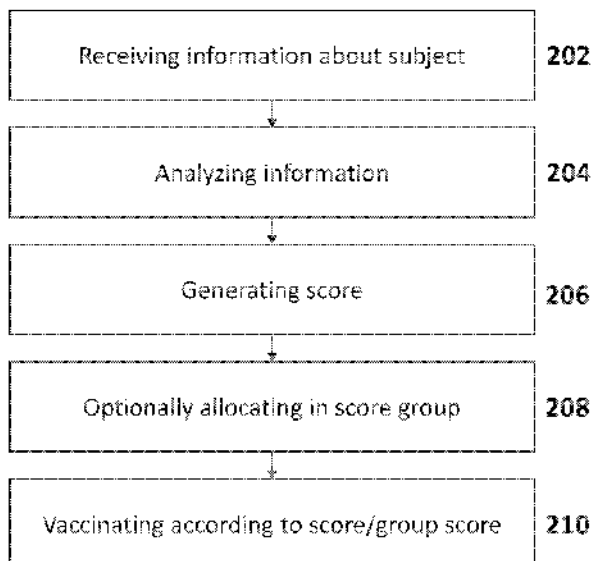 Receiving information about subject 202
Analyzing information 204
Generating score 206
Optionally allocating in score group 208
Vaccinating according to score/group score 210